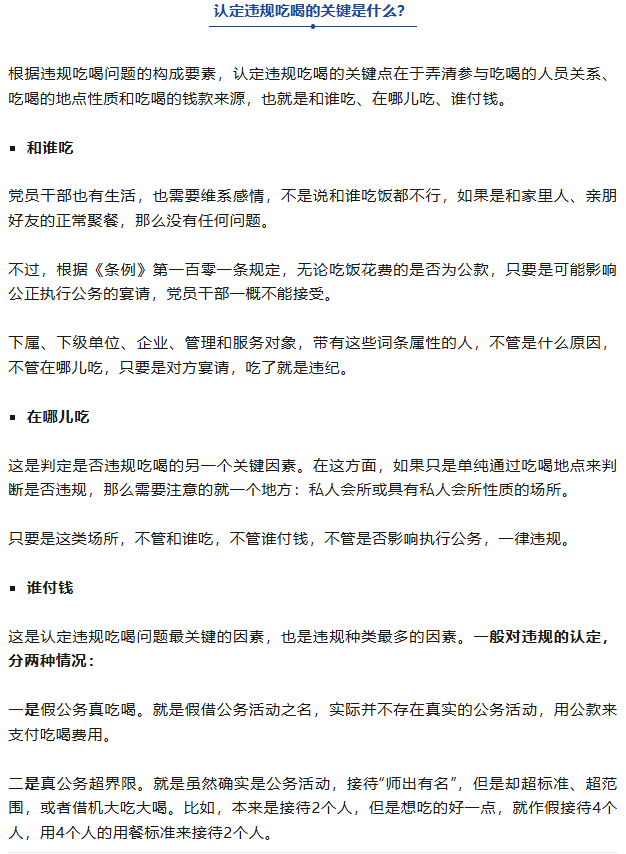 认定违规吃喝的关键是什么？
根据违规吃喝问题的构成要素，认定违规吃喝的关键点在于弄清参与吃喝的人员关系、
吃喝的地点性质和吃喝的钱款来源，也就是和谁吃、在哪儿吃、谁付钱。
▪ 和谁吃
党员干部也有生活，也需要维系感情，不是说和谁吃饭都不行，如果是和家里人、亲朋
好友的正常聚餐，那么没有任何问题。
不过，根据《条例》第一百零一条规定，无论吃饭花费的是否为公款，只要是可能影响
公正执行公务的宴请，党员干部一概不能接受。
下属、下级单位、企业、管理和服务对象，带有这些词条属性的人，不管是什么原因，
不管在哪儿吃，只要是对方宴请，吃了就是违纪。
▪ 在哪儿吃
这是判定是否违规吃喝的另一个关键因素。在这方面，如果只是单纯通过吃喝地点来判
断是否违规，那么需要注意的就一个地方：私人会所或具有私人会所性质的场所。
只要是这类场所，不管和谁吃，不管谁付钱，不管是否影响执行公务，一律违规。
▪ 谁付钱
这是认定违规吃喝问题最关键的因素，也是违规种类最多的因素。一般对违规的认定，
分两种情况：
一是假公务真吃喝。就是假借公务活动之名，实际并不存在真实的公务活动，用公款来
支付吃喝费用。
二是真公务超界限。就是虽然确实是公务活动，接待“师出有名”，但是却超标准、超范
围，或者借机大吃大喝。比如，本来是接待2个人，但是想吃的好一点，就作假接待4个
人，用4个人的用餐标准来接待2个人。